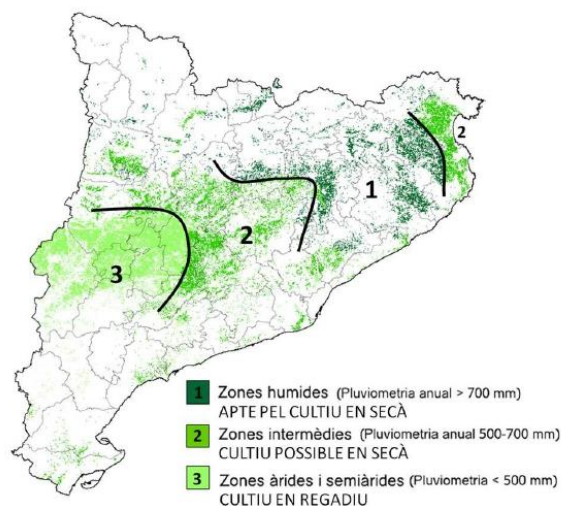 2
1
2
3
1 Zones humides (Pluviometria anual > 700 mm)
APTE PEL CULTIU EN SECÀ
2 Zones intermèdies (Pluviometria anual 500-700 mm)
CULTIU POSSIBLE EN SECÀ
3 Zones àrides i semiàrides (Pluviometria < 500 mm)
CULTIU EN REGADIU